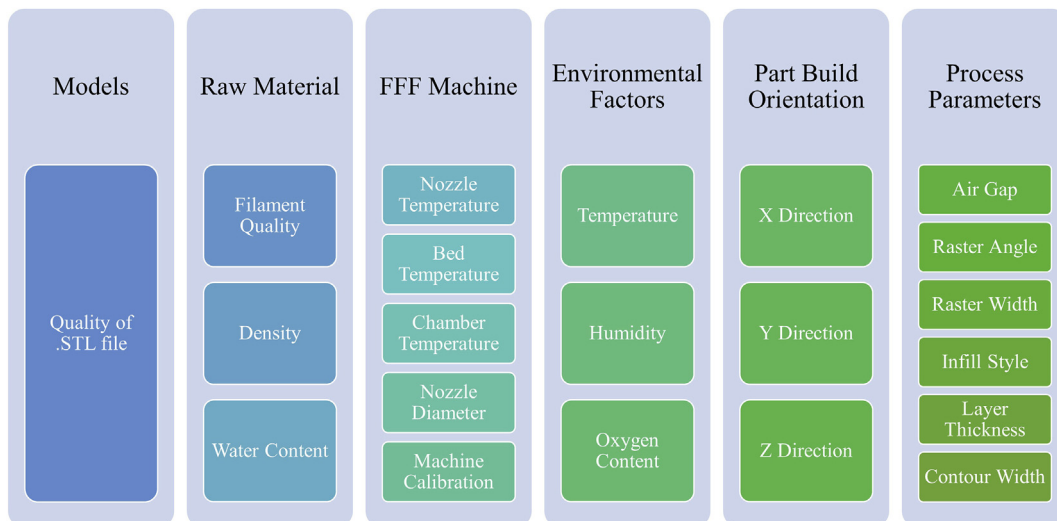 Models
Quality of
.STL file
Raw Material
Filament
Quality
Density
Water Content
FFF Machine
Nozzle
Temperature
Bed
Temperature
Chamber
Temperature
Nozzle
Diameter
Machine
Calibration
Environmental
Factors
Temperature
Humidity
Oxygen
Content
Part Build
Orientation
X Direction
Y Direction
Z Direction
Process
Parameters
Air Gap
Raster Angle
Raster Width
Infill Style
Layer
Thickness
Contour Width